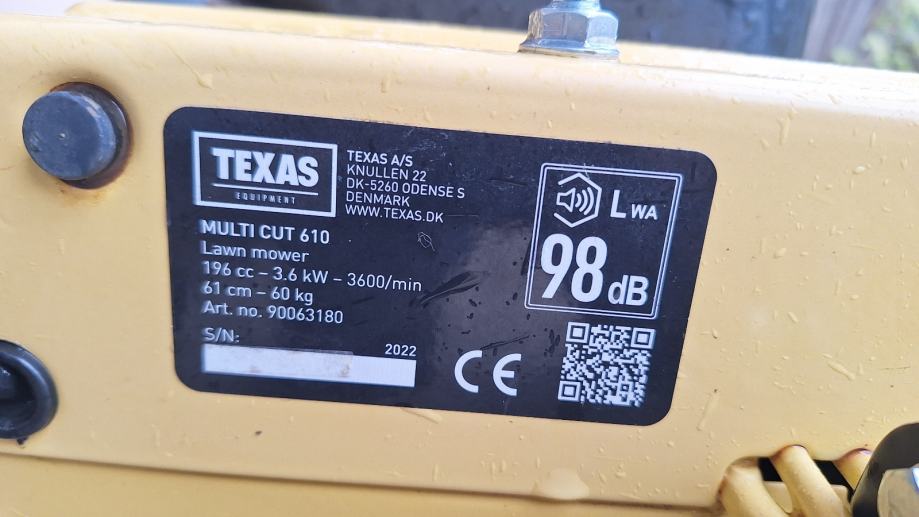 TEXAS
EQUIPMENT
TEXAS A/S
KNULLEN 22
DK-5260 ODENSE S
DENMARK
WWW.TEXAS.DK
MULTI CUT 610
Lawn mower
196 cc – 3.6 kW – 3600/min
61 cm – 60 kg
Art. no. 90063180
S/N:
2022
CE
LWA
98 dB